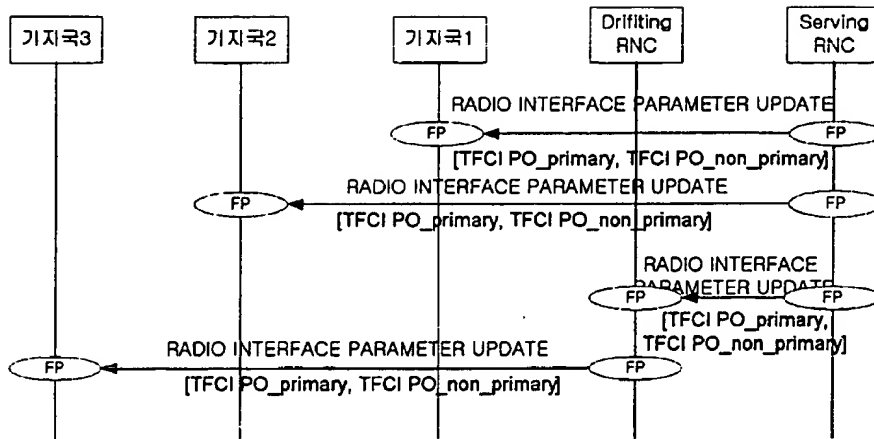 기지국3
기지국2
기지국1
Drifiting
RNC
Serving
RNC
RADIO INTERFACE PARAMETER UPDATE
FP
FP
[TFCI PO_primary, TFCI PO_non_primary]
RADIO INTERFACE PARAMETER UPDATE
FP
FP
[TFCI PO_primary, TFCI PO_non_primary]
RADIO INTERFACE
PARAMETER UPDATE
FP
FP
[TFCI PO_primary,
TFCI PO_non_primary]
RADIO INTERFACE PARAMETER UPDATE
FP
FP
[TFCI PO_primary, TFCI PO_non_primary]